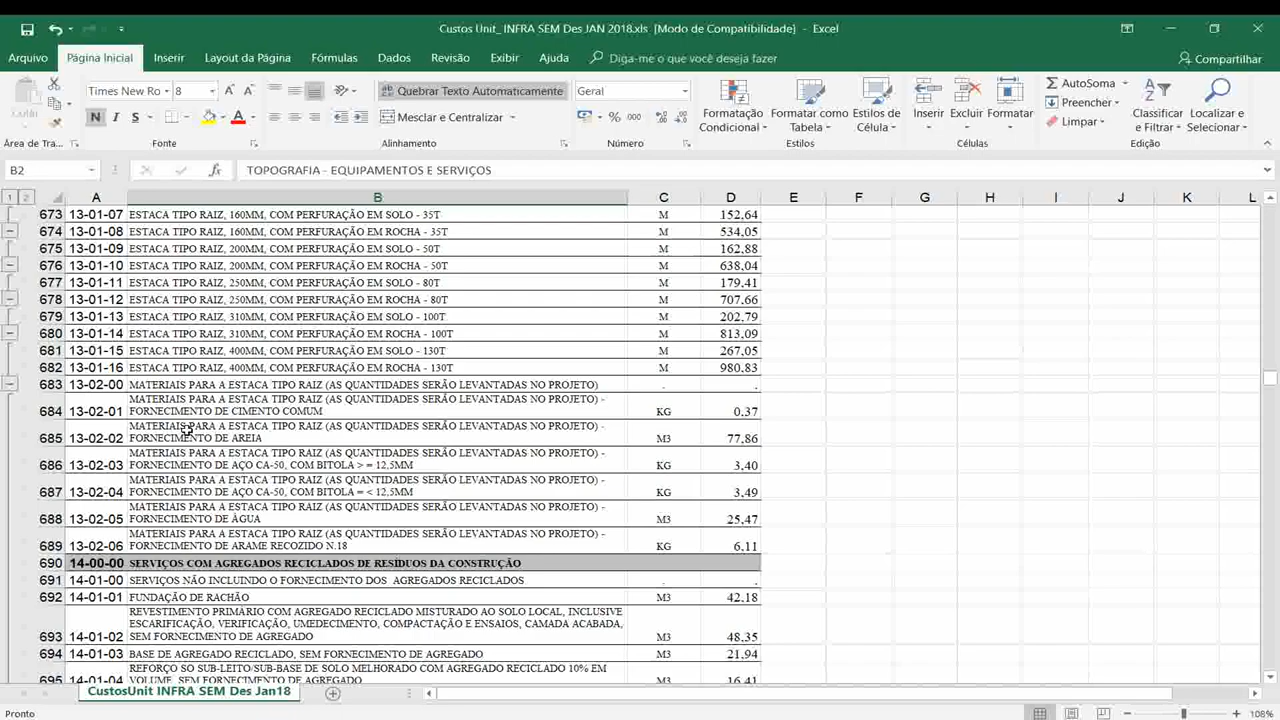 Custos Unit_ INFRA SEM Des JAN 2018.xls [Modo de Compatibilidade] - Excel
Arquivo Página Inicial Inserir Layout da Página Fórmulas Dados Revisão Exibir Ajuda Diga-me o que você deseja fazer Compartilhar
Colar Times New Ro 8 Quebrar Texto Automaticamente Geral AutoSoma
N I S Mesclar e Centralizar % 000 Formatação Condicional Formatar como Tabela Estilos de Célula Inserir Excluir Formatar Preencher Limpar Classificar e Filtrar Localizar e Selecionar
Área de Tra... Fonte Alinhamento Número Estilos Células Edição
B2 fx TOPOGRAFIA - EQUIPAMENTOS E SERVIÇOS
1 2 A B C D E F G H I J K L
673 13-01-07 ESTACA TIPO RAIZ, 160MM, COM PERFURAÇÃO EM SOLO - 35T M 152,64
674 13-01-08 ESTACA TIPO RAIZ, 160MM, COM PERFURAÇÃO EM ROCHA - 35T M 534,05
675 13-01-09 ESTACA TIPO RAIZ, 200MM, COM PERFURAÇÃO EM SOLO - 50T M 162,88
676 13-01-10 ESTACA TIPO RAIZ, 200MM, COM PERFURAÇÃO EM ROCHA - 50T M 638,04
677 13-01-11 ESTACA TIPO RAIZ, 250MM, COM PERFURAÇÃO EM SOLO - 80T M 179,41
678 13-01-12 ESTACA TIPO RAIZ, 250MM, COM PERFURAÇÃO EM ROCHA - 80T M 707,66
679 13-01-13 ESTACA TIPO RAIZ, 310MM, COM PERFURAÇÃO EM SOLO - 100T M 202,79
680 13-01-14 ESTACA TIPO RAIZ, 310MM, COM PERFURAÇÃO EM ROCHA - 100T M 813,09
681 13-01-15 ESTACA TIPO RAIZ, 400MM, COM PERFURAÇÃO EM SOLO - 130T M 267,05
682 13-01-16 ESTACA TIPO RAIZ, 400MM, COM PERFURAÇÃO EM ROCHA - 130T M 980,83
683 13-02-00 MATERIAIS PARA A ESTACA TIPO RAIZ (AS QUANTIDADES SERÃO LEVANTADAS NO PROJETO) . .
MATERIAIS PARA A ESTACA TIPO RAIZ (AS QUANTIDADES SERÃO LEVANTADAS NO PROJETO) -
684 13-02-01 FORNECIMENTO DE CIMENTO COMUM KG 0,37
MATERIAIS PARA A ESTACA TIPO RAIZ (AS QUANTIDADES SERÃO LEVANTADAS NO PROJETO) -
685 13-02-02 FORNECIMENTO DE AREIA M3 77,86
MATERIAIS PARA A ESTACA TIPO RAIZ (AS QUANTIDADES SERÃO LEVANTADAS NO PROJETO) -
686 13-02-03 FORNECIMENTO DE AÇO CA-50, COM BITOLA > = 12,5MM KG 3,40
MATERIAIS PARA A ESTACA TIPO RAIZ (AS QUANTIDADES SERÃO LEVANTADAS NO PROJETO) -
687 13-02-04 FORNECIMENTO DE AÇO CA-50, COM BITOLA = < 12,5MM KG 3,49
MATERIAIS PARA A ESTACA TIPO RAIZ (AS QUANTIDADES SERÃO LEVANTADAS NO PROJETO) -
688 13-02-05 FORNECIMENTO DE ÁGUA M3 25,47
MATERIAIS PARA A ESTACA TIPO RAIZ (AS QUANTIDADES SERÃO LEVANTADAS NO PROJETO) -
689 13-02-06 FORNECIMENTO DE ARAME RECOZIDO N.18 KG 6,11
690 14-00-00 SERVIÇOS COM AGREGADOS RECICLADOS DE RESÍDUOS DA CONSTRUÇÃO
691 14-01-00 SERVIÇOS NÃO INCLUINDO O FORNECIMENTO DOS AGREGADOS RECICLADOS . .
692 14-01-01 FUNDAÇÃO DE RACHÃO M3 42,18
REVESTIMENTO PRIMÁRIO COM AGREGADO RECICLADO MISTURADO AO SOLO LOCAL, INCLUSIVE
ESCARIFICAÇÃO, VERIFICAÇÃO, UMEDECIMENTO, COMPACTAÇÃO E ENSAIOS, CAMADA ACABADA,
693 14-01-02 SEM FORNECIMENTO DE AGREGADO M3 48,35
694 14-01-03 BASE DE AGREGADO RECICLADO, SEM FORNECIMENTO DE AGREGADO M3 21,94
REFORÇO SO SUB-LEITO/SUB-BASE DE SOLO MELHORADO COM AGREGADO RECICLADO 10% EM
695 14-01-04 VOLUME, SEM FORNECIMENTO DE AGREGADO M3 16,41
CustosUnit INFRA SEM Des Jan18
Pronto 108%